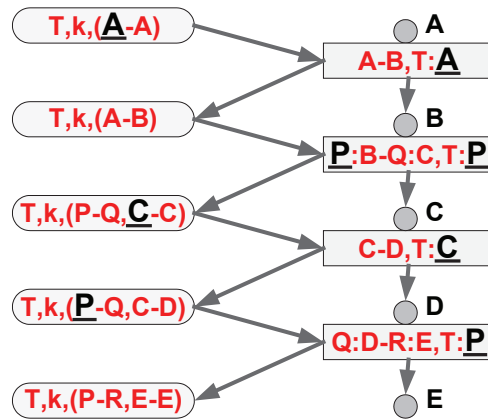 T,k,(A-A)
A
A-B,T:A
T,k,(A-B)
B
P:B-Q:C,T:P
T,k,(P-Q,C-C)
C
C-D,T:C
T,k,(P-Q,C-D)
D
Q:D-R:E,T:P
T,k,(P-R,E-E)
E